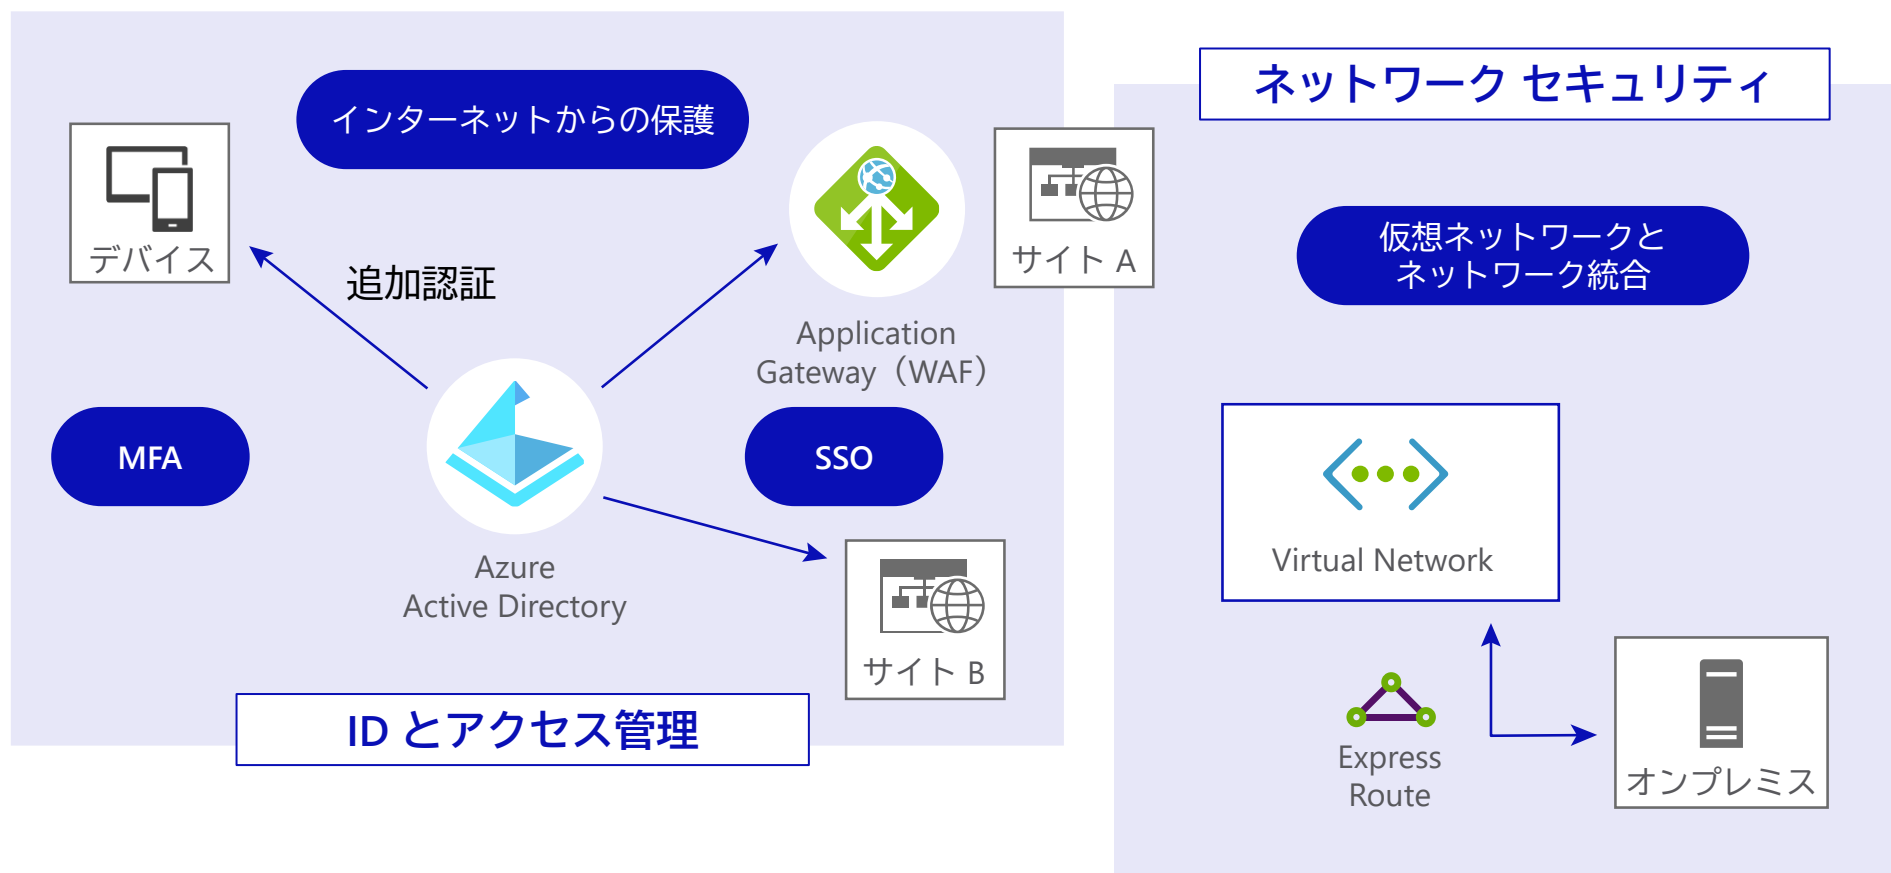 インターネットからの保護
デバイス
追加認証
サイト A
Application
Gateway（WAF）
MFA
SSO
Azure
Active Directory
サイト B
ID とアクセス管理
ネットワーク セキュリティ
仮想ネットワークと
ネットワーク統合
Virtual Network
Express
Route
オンプレミス